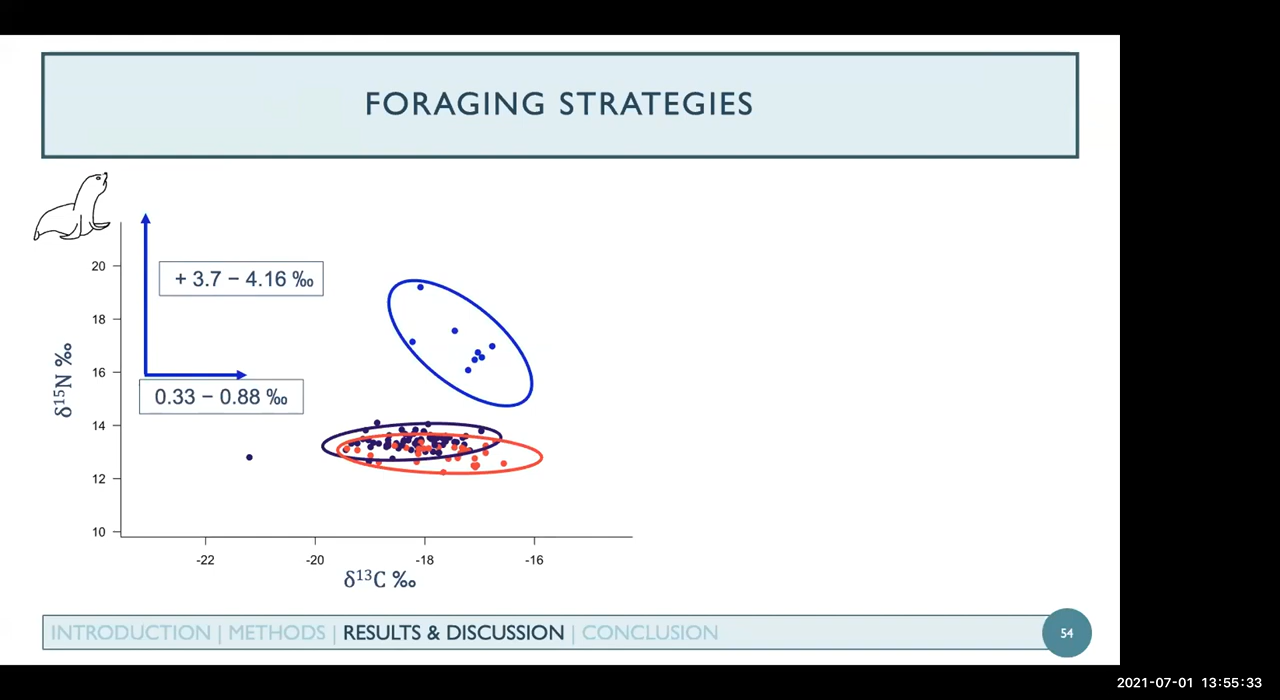 FORAGING STRATEGIES
+ 3.7 − 4.16 ‰
0.33 − 0.88 ‰
δ¹⁵N ‰
20
18
16
14
12
10
-22
-20
-18
-16
δ¹³C ‰
INTRODUCTION | METHODS | RESULTS & DISCUSSION | CONCLUSION
54
2021-07-01 13:55:33